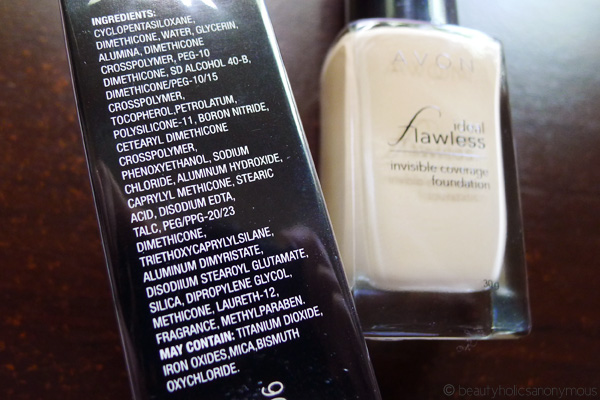 INGREDIENTS:
CYCLOPENTASILOXANE,
DIMETHICONE, WATER, GLYCERIN,
ALUMINA, DIMETHICONE
CROSSPOLYMER, PEG-10
DIMETHICONE, SD ALCOHOL 40-B,
DIMETHICONE/PEG-10/15
CROSSPOLYMER,
TOCOPHEROL,PETROLATUM,
POLYSILICONE-11, BORON NITRIDE,
CETEARYL DIMETHICONE
CROSSPOLYMER,
PHENOXYETHANOL, SODIUM
CHLORIDE, ALUMINUM HYDROXIDE,
CAPRYLYL METHICONE, STEARIC
ACID, DISODIUM EDTA,
TALC, PEG/PPG-20/23
DIMETHICONE,
TRIETHOXYCAPRYLYLSILANE,
ALUMINUM DIMYRISTATE,
DISODIUM STEAROYL GLUTAMATE,
SILICA, DIPROPYLENE GLYCOL,
METHICONE, LAURETH-12,
FRAGRANCE, METHYLPARABEN.
MAY CONTAIN: TITANIUM DIOXIDE,
IRON OXIDES,MICA,BISMUTH
OXYCHLORIDE.
AVON
ideal
flawless
invisible coverage
foundation
© beautyholicsanonymous